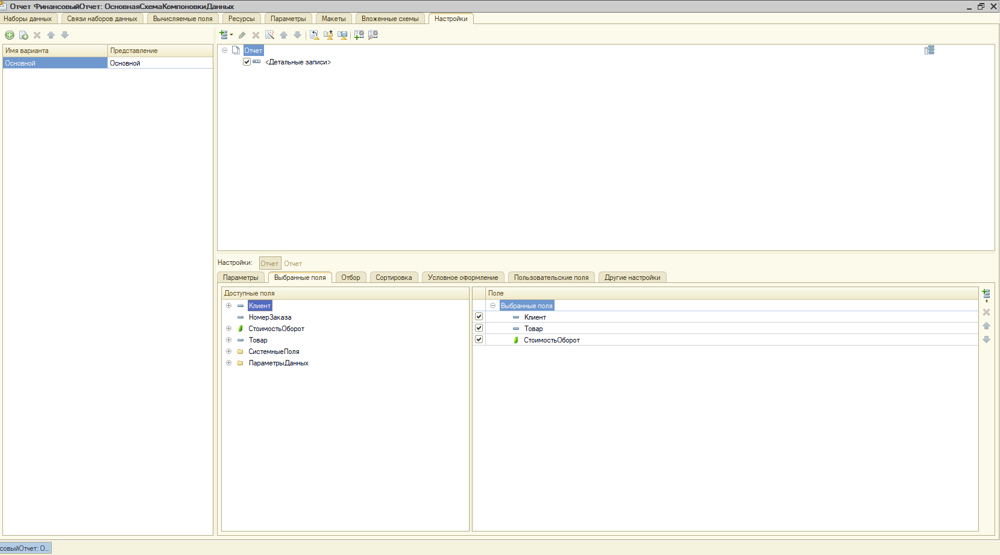 Отчет ФинансовыйОтчет: ОсновнаяСхемаКомпоновкиДанных
Наборы данных Связи наборов данных Вычисляемые поля Ресурсы Параметры Макеты Вложенные схемы Настройки
Имя варианта Представление
Основной Основной
Отчет
<Детальные записи>
Настройки: Отчет Отчет
Параметры Выбранные поля Отбор Сортировка Условное оформление Пользовательские поля Другие настройки
Доступные поля
Клиент
НомерЗаказа
СтоимостьОборот
Товар
СистемныеПоля
ПараметрыДанных
Поле
Выбранные поля
Клиент
Товар
СтоимостьОборот
совыйОтчет: О...